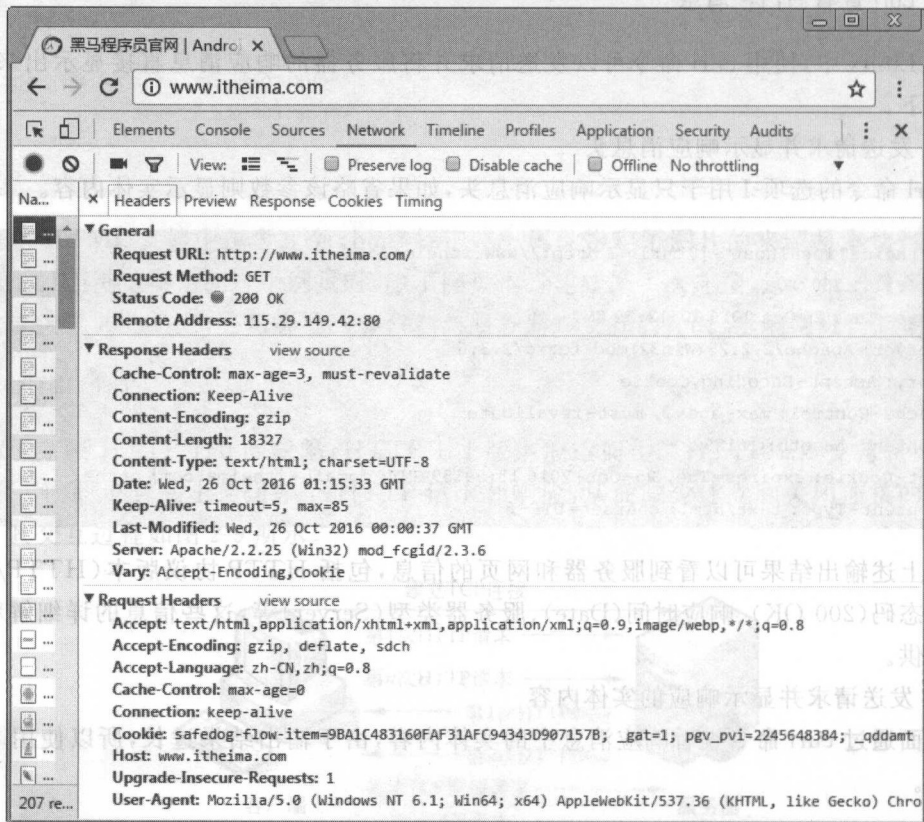 黑马程序员官网 | Androi ×
www.itheima.com
Elements Console Sources Network Timeline Profiles Application Security Audits
View: Preserve log Disable cache Offline No throttling
Na... × Headers Preview Response Cookies Timing
General
Request URL: http://www.itheima.com/
Request Method: GET
Status Code: 200 OK
Remote Address: 115.29.149.42:80
Response Headers view source
Cache-Control: max-age=3, must-revalidate
Connection: Keep-Alive
Content-Encoding: gzip
Content-Length: 18327
Content-Type: text/html; charset=UTF-8
Date: Wed, 26 Oct 2016 01:15:33 GMT
Keep-Alive: timeout=5, max=85
Last-Modified: Wed, 26 Oct 2016 00:00:37 GMT
Server: Apache/2.2.25 (Win32) mod_fcgid/2.3.6
Vary: Accept-Encoding,Cookie
Request Headers view source
Accept: text/html,application/xhtml+xml,application/xml;q=0.9,image/webp,*/*;q=0.8
Accept-Encoding: gzip, deflate, sdch
Accept-Language: zh-CN,zh;q=0.8
Cache-Control: max-age=0
Connection: keep-alive
Cookie: safedog-flow-item=9BA1C483160FAF31AFC94343D907157B; _gat=1; pgv_pvi=2245648384; _qddamt
Host: www.itheima.com
Upgrade-Insecure-Requests: 1
User-Agent: Mozilla/5.0 (Windows NT 6.1; Win64; x64) AppleWebKit/537.36 (KHTML, like Gecko) Chro
207 re...